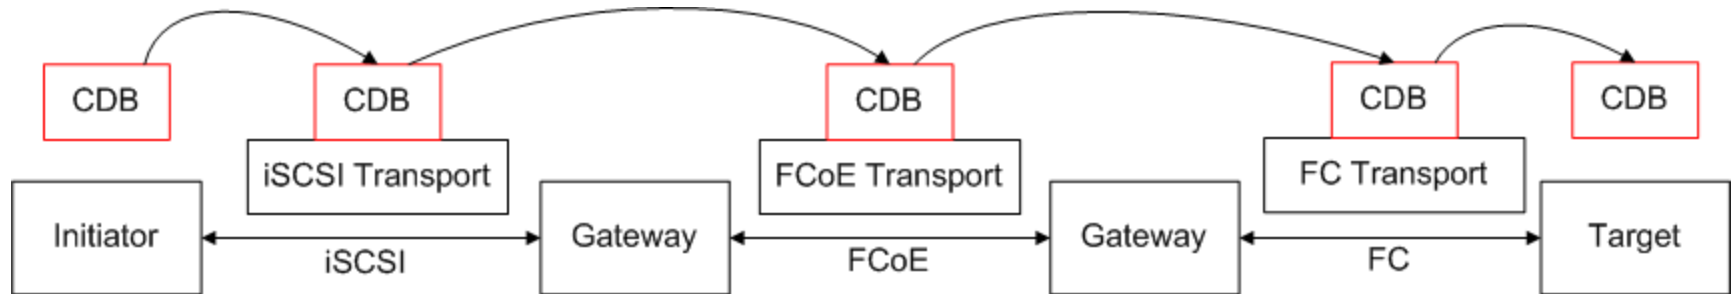 CDB
CDB
CDB
CDB
CDB
iSCSI Transport
FCoE Transport
FC Transport
Initiator
Gateway
Gateway
Target
iSCSI
FCoE
FC